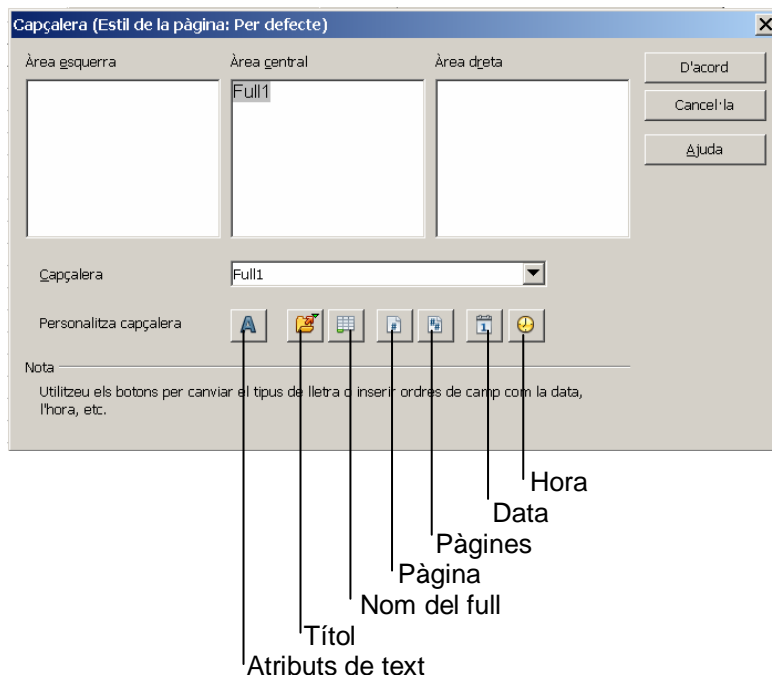 Capçalera (Estil de la pàgina: Per defecte)
Àrea esquerra
Àrea central
Àrea dreta
Full1
D'acord
Cancel·la
Ajuda
Capçalera
Full1
Personalitza capçalera
Nota
Utilitzeu els botons per canviar el tipus de lletra o inserir ordres de camp com la data,
l'hora, etc.
Hora
Data
Pàgines
Pàgina
Nom del full
Títol
Atributs de text